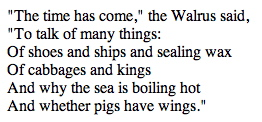 "The time has come," the Walrus said,
"To talk of many things:
Of shoes and ships and sealing wax
Of cabbages and kings
And why the sea is boiling hot
And whether pigs have wings."